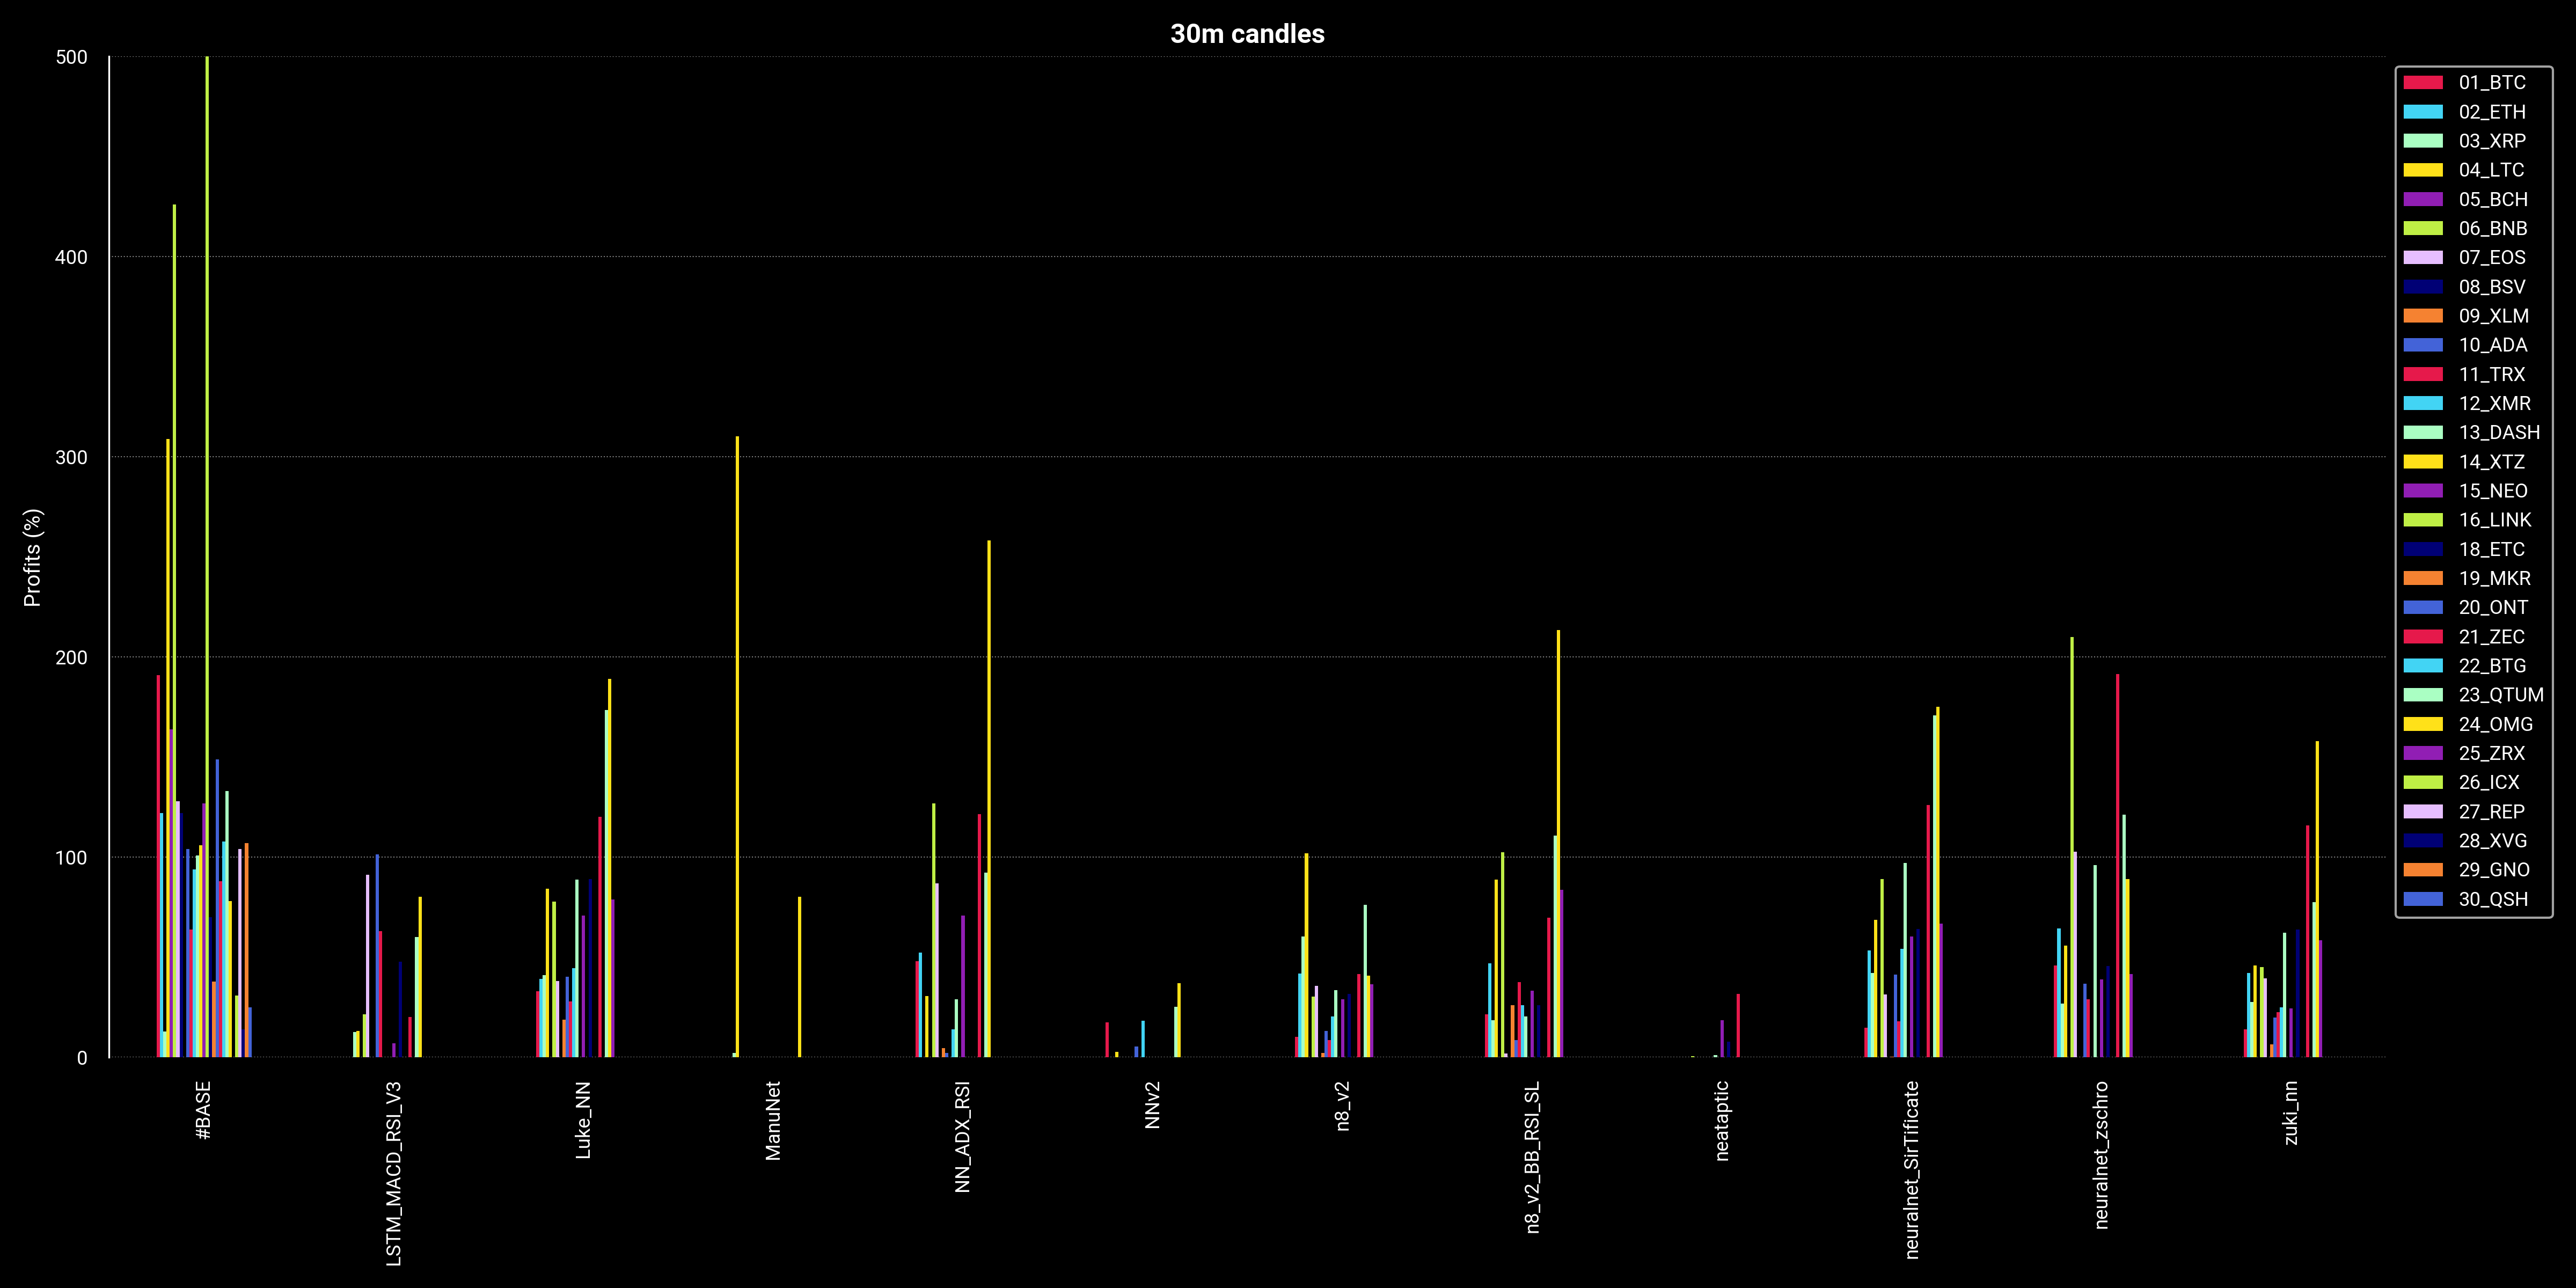 30m candles
Profits (%)
500
400
300
200
100
0
#BASE
LSTM_MACD_RSI_V3
Luke_NN
ManuNet
NN_ADX_RSI
NNv2
n8_v2
n8_v2_BB_RSI_SL
neataptic
neuralnet_SirTificate
neuralnet_zschro
zuki_nn
01_BTC
02_ETH
03_XRP
04_LTC
05_BCH
06_BNB
07_EOS
08_BSV
09_XLM
10_ADA
11_TRX
12_XMR
13_DASH
14_XTZ
15_NEO
16_LINK
18_ETC
19_MKR
20_ONT
21_ZEC
22_BTG
23_QTUM
24_OMG
25_ZRX
26_ICX
27_REP
28_XVG
29_GNO
30_QSH